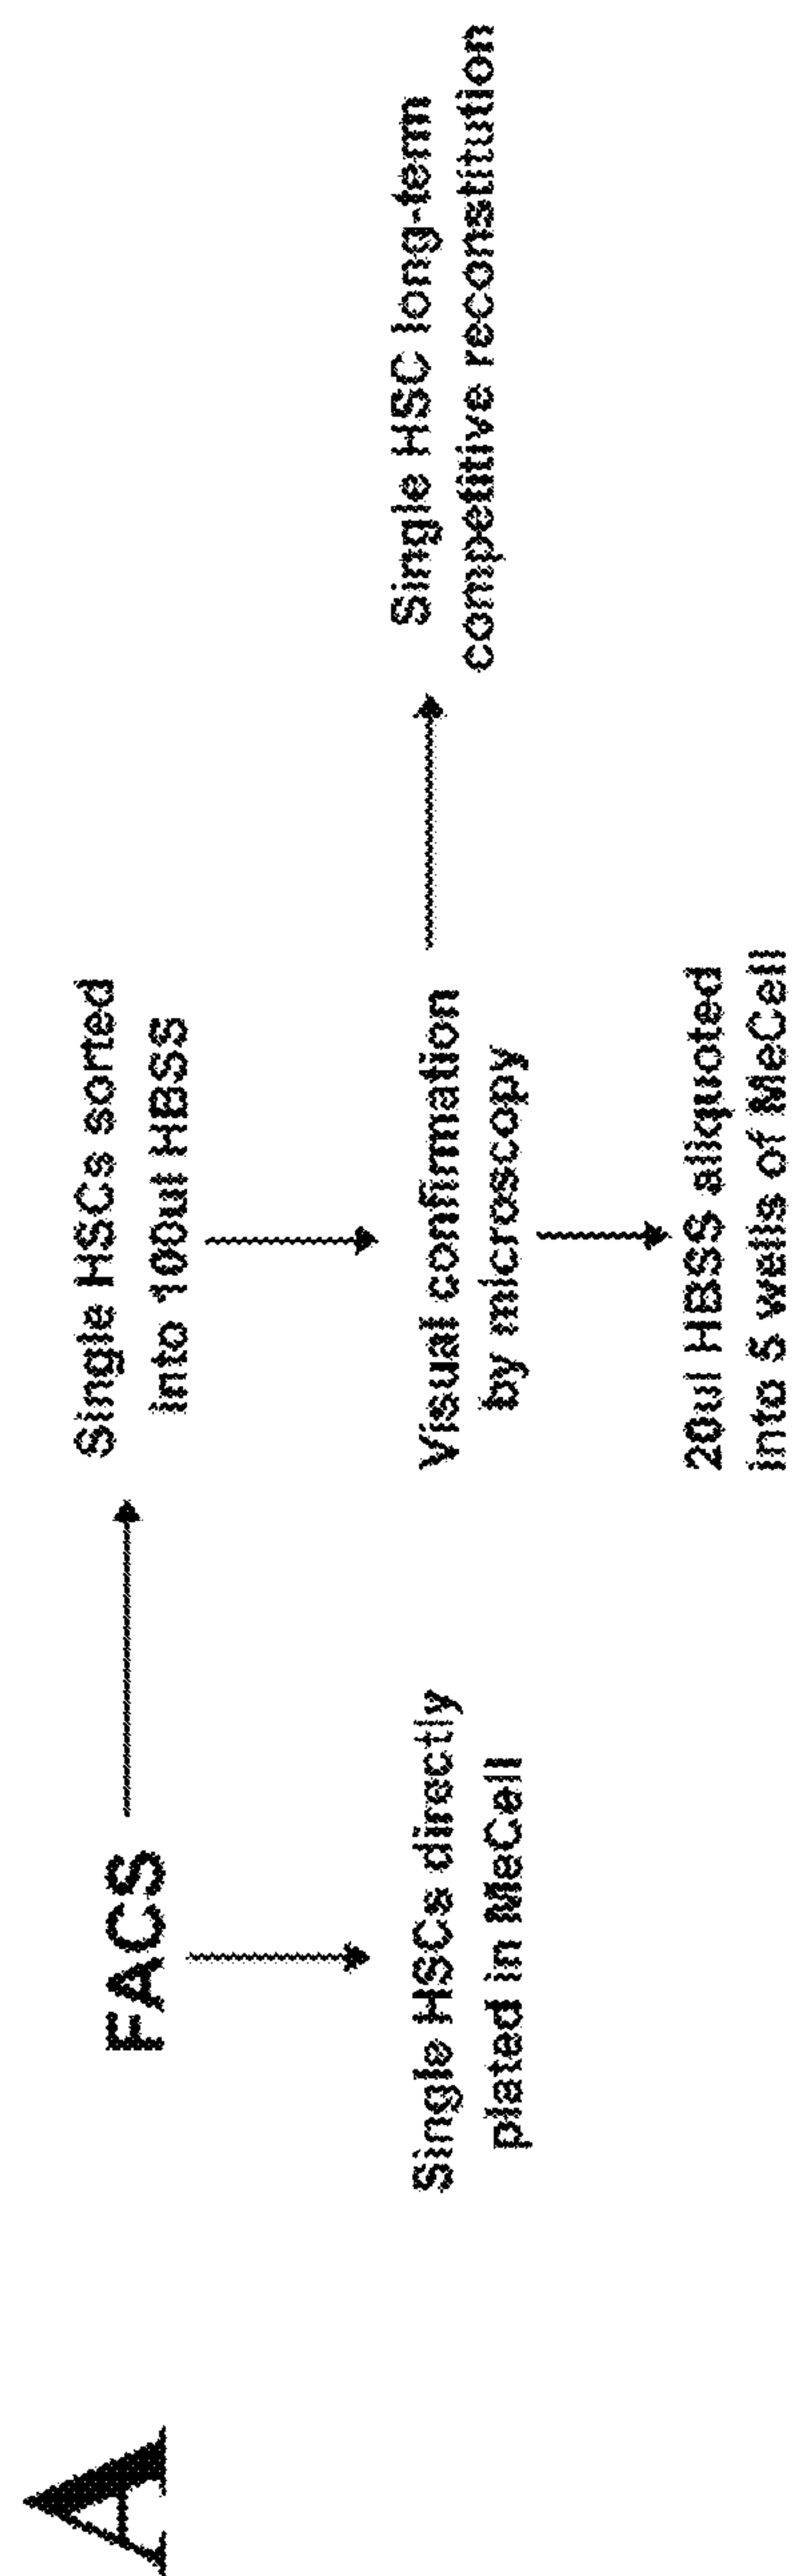 A
FACS
Single HSCs sorted
into 100ul HBSS
Single HSCs directly
plated in MeCell
Visual confirmation
by microscopy
Single HSC long-term
competitive reconstitution
20ul HBSS aliquoted
into 5 wells of MeCell